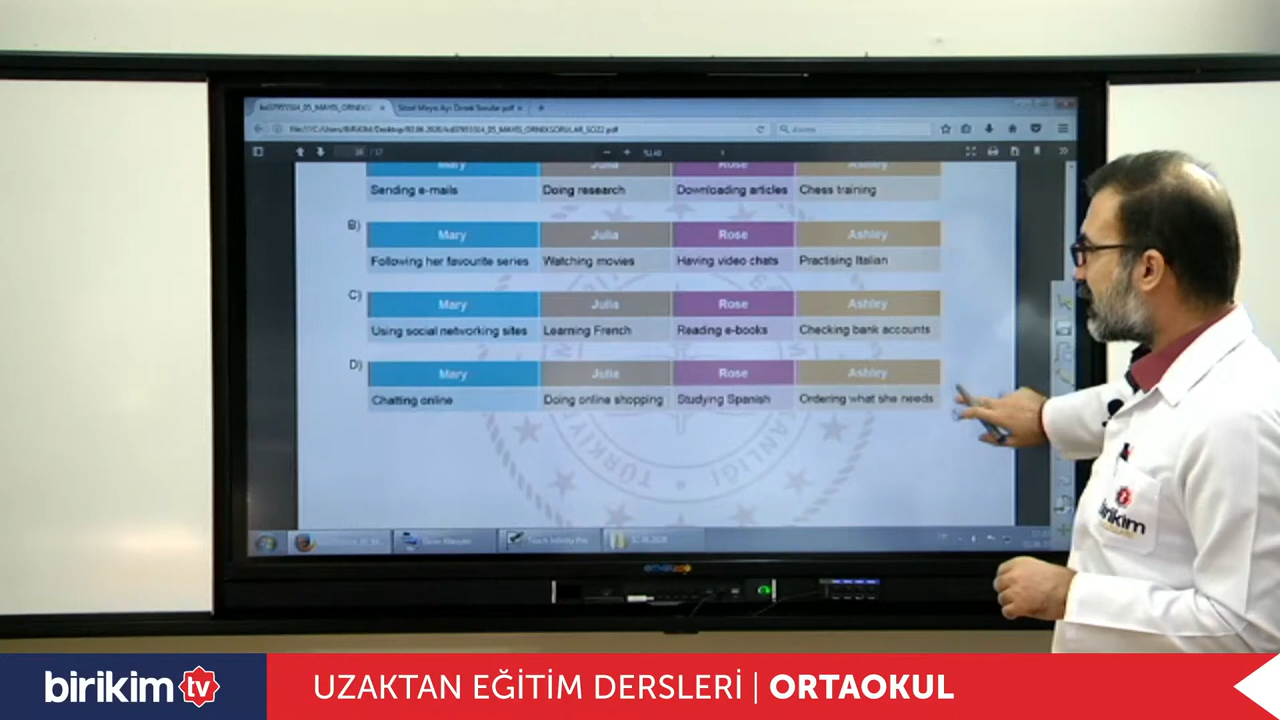 Mary Julia Rose Ashley
Sending e-mails Doing research Downloading articles Chess training
B)
Mary Julia Rose Ashley
Following her favourite series Watching movies Having video chats Practising Italian
C)
Mary Julia Rose Ashley
Using social networking sites Learning French Reading e-books Checking bank accounts
D)
Mary Julia Rose Ashley
Chatting online Doing online shopping Studying Spanish Ordering what she needs
TÜRKİYE
birikim
birikim tv
UZAKTAN EĞİTİM DERSLERİ | ORTAOKUL